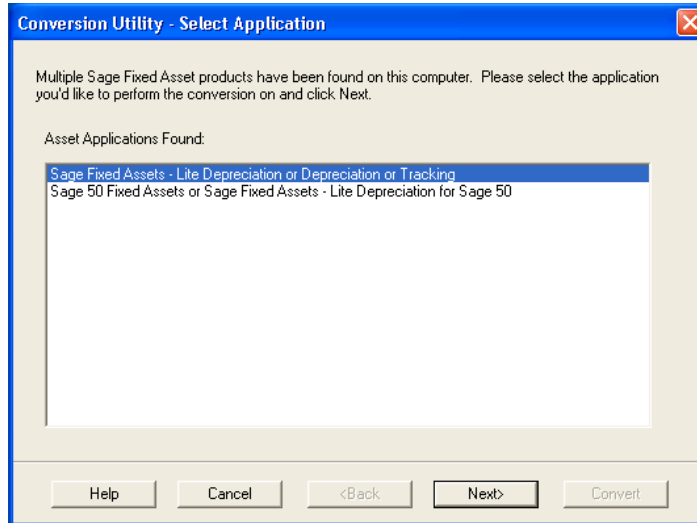 Conversion Utility - Select Application
Multiple Sage Fixed Asset products have been found on this computer.  Please select the application
you'd like to perform the conversion on and click Next.
Asset Applications Found:
Sage Fixed Assets - Lite Depreciation or Depreciation or Tracking
Sage 50 Fixed Assets or Sage Fixed Assets - Lite Depreciation for Sage 50
Help Cancel <Back Next> Convert